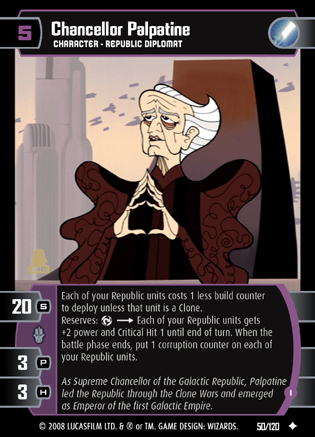 5
Chancellor Palpatine
CHARACTER - REPUBLIC DIPLOMAT
20 S
3 P
3 H
Each of your Republic units costs 1 less build counter
to deploy unless that unit is a Clone.
Reserves: Each of your Republic units gets
+2 power and Critical Hit 1 until end of turn. When the
battle phase ends, put 1 corruption counter on each of
your Republic units.
As Supreme Chancellor of the Galactic Republic, Palpatine
led the Republic through the Clone Wars and emerged
as Emperor of the first Galactic Empire.
© 2008 LUCASFILM LTD. & ® or TM. GAME DESIGN: WIZARDS.
50/120